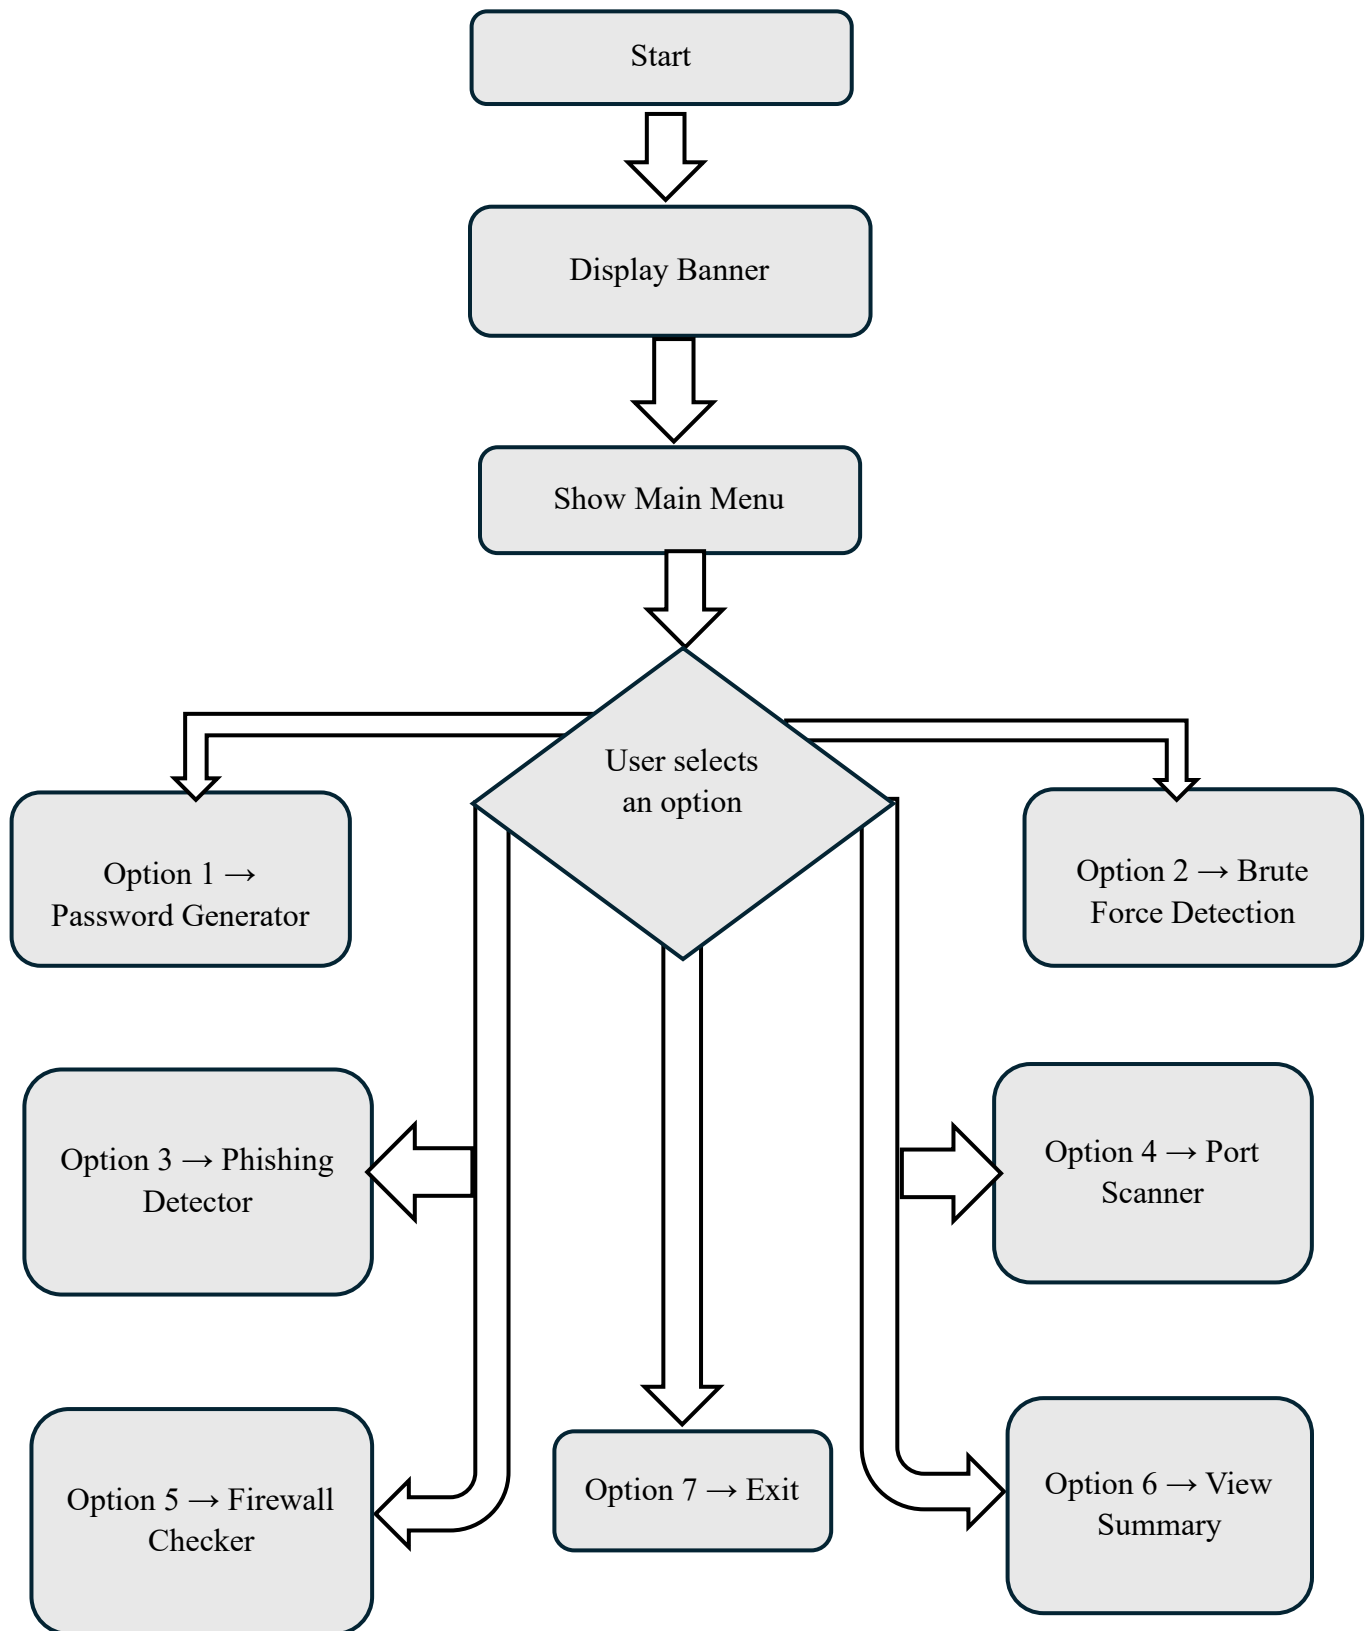 Start
Display Banner
Show Main Menu
User selects
an option
Option 1 →
Password Generator
Option 2 → Brute
Force Detection
Option 3 → Phishing
Detector
Option 4 → Port
Scanner
Option 5 → Firewall
Checker
Option 7 → Exit
Option 6 → View
Summary